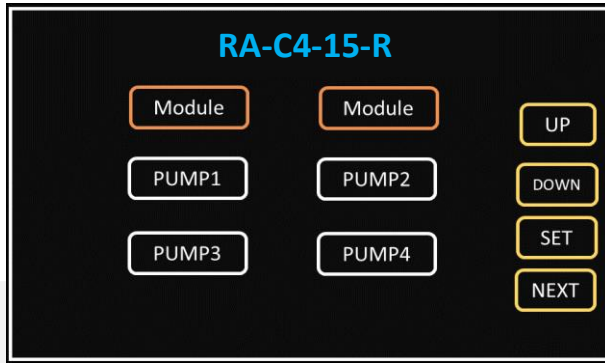 RA-C4-15-R
Module Module
UP
PUMP1 PUMP2
DOWN
SET
PUMP3 PUMP4
NEXT